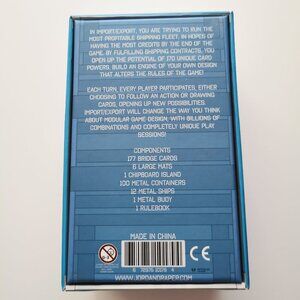 IN IMPORT/EXPORT, YOU ARE TRYING TO RUN THE
MOST PROFITABLE SHIPPING FLEET, IN HOPES OF
HAVING THE MOST CREDITS BY THE END OF THE
GAME. BY FULFILLING SHIPPING CONTRACTS, YOU
OPEN UP THE POTENTIAL OF 170 UNIQUE CARD
POWERS. BUILD AN ENGINE OF YOUR OWN DESIGN
THAT ALTERS THE RULES OF THE GAME!
EACH TURN, EVERY PLAYER PARTICIPATES, EITHER
CHOOSING TO FOLLOW AN ACTION OR DRAWING
CARDS, OPENING UP NEW POSSIBILITIES.
IMPORT/EXPORT WILL CHANGE THE WAY YOU THINK
ABOUT MODULAR GAME DESIGN, WITH BILLIONS OF
COMBINATIONS AND COMPLETELY UNIQUE PLAY
SESSIONS!
COMPONENTS
177 BRIDGE CARDS
6 LARGE MATS
1 CHIPBOARD ISLAND
100 METAL CONTAINERS
12 METAL SHIPS
1 METAL BUOY
1 RULEBOOK
MADE IN CHINA
CE
WWW.JORDANDRAPER.COM